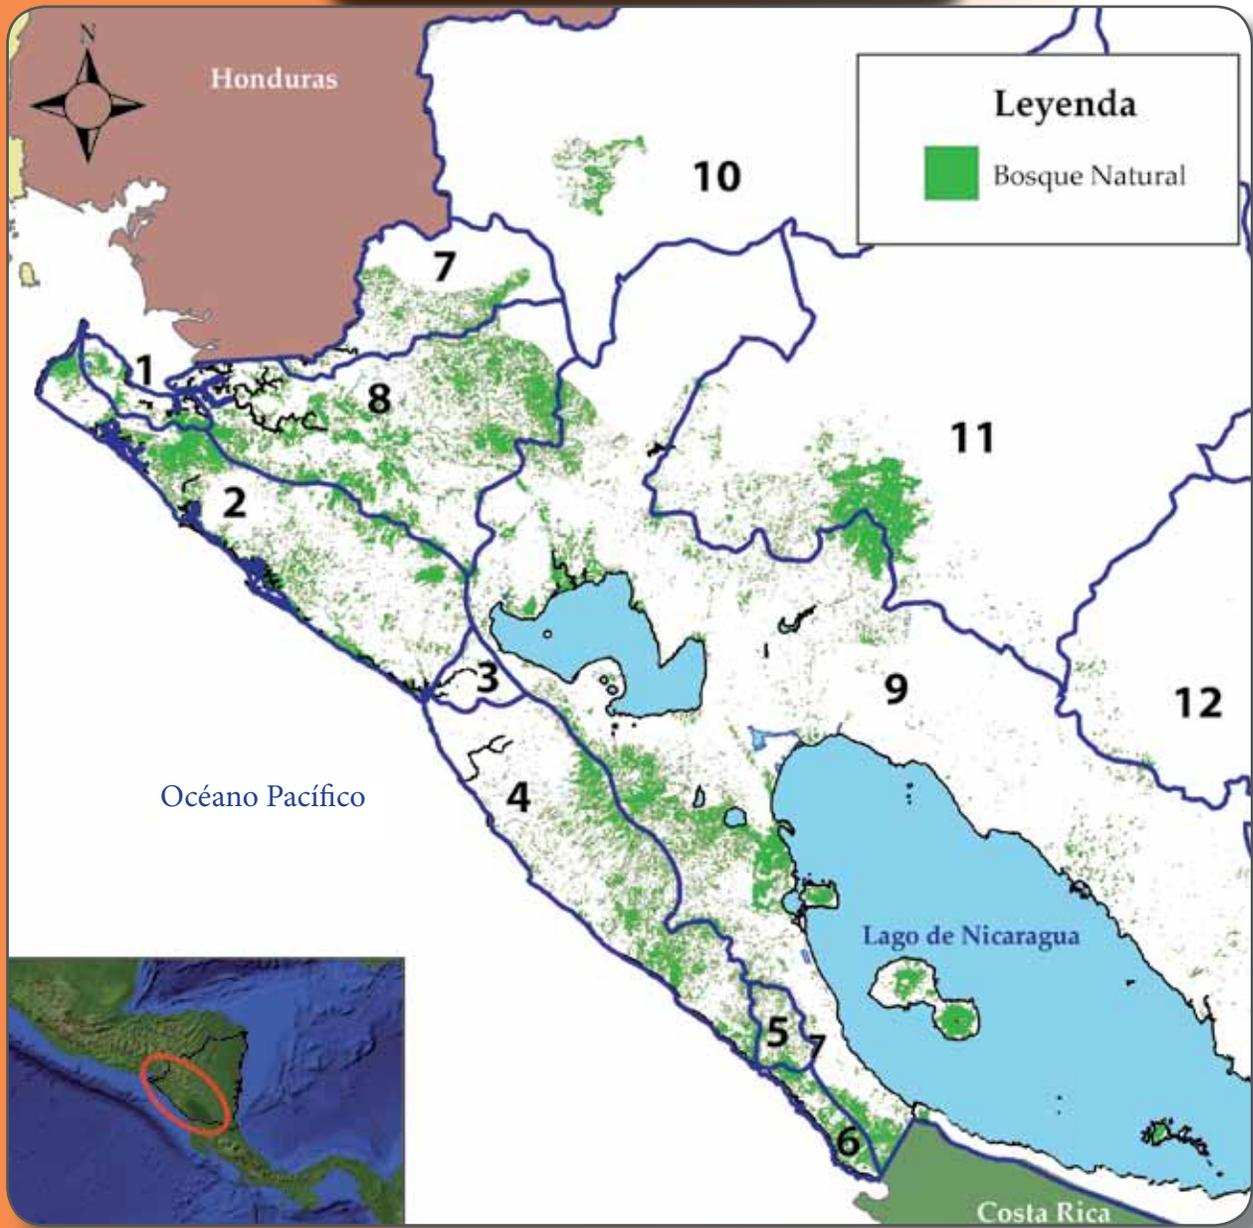 N
Honduras
Leyenda
Bosque Natural
10
7
1
8
11
2
3
9
12
4
Océano Pacífico
Lago de Nicaragua
5
7
6
Costa Rica